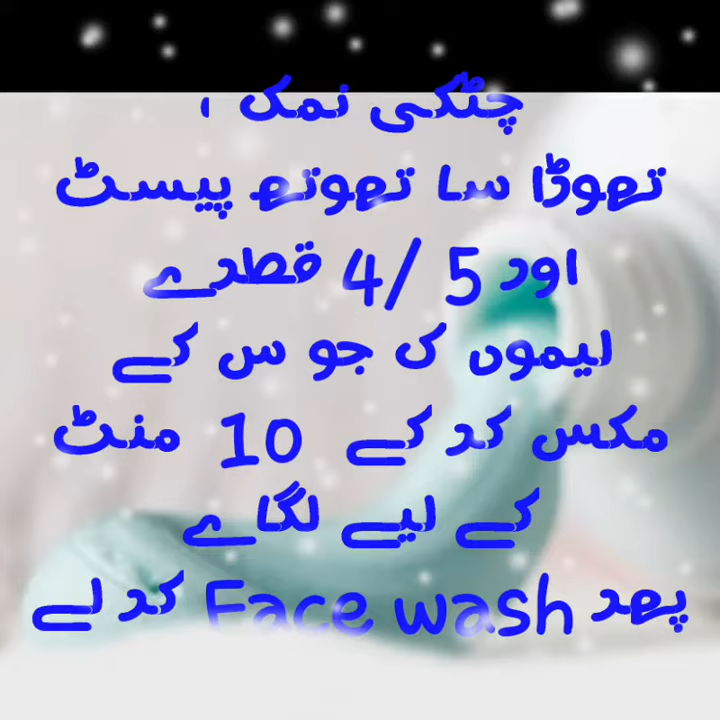 چٹکی نمک ،
تھوڑا سا تھوتھ پیسٹ
اور 5 /4 قطرے
لیموں ک جو س کے
مکس کر کے 10 منٹ
کے لیے لگاے
پھر Face wash کر لے